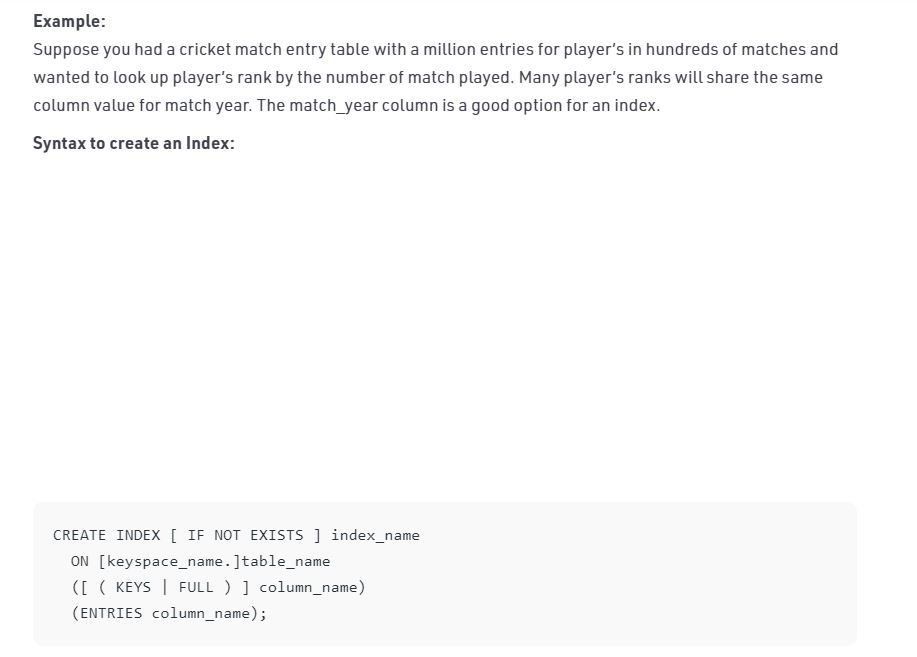 Example:
Suppose you had a cricket match entry table with a million entries for player's in hundreds of matches and
wanted to look up player's rank by the number of match played. Many player's ranks will share the same
column value for match year. The match_year column is a good option for an index.
Syntax to create an Index:
CREATE INDEX [ IF NOT EXISTS ] index_name
ON [keyspace_name.]table_name
([ ( KEYS | FULL ) ] column_name)
(ENTRIES column_name);